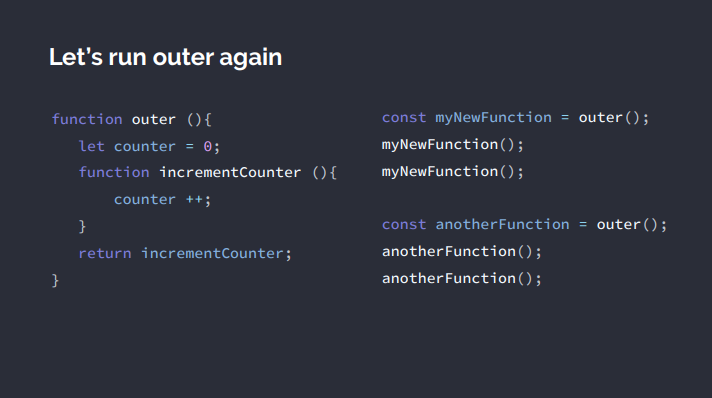 Let's run outer again
function outer (){
let counter = 0;
function incrementCounter (){
counter ++;
}
return incrementCounter;
}
const myNewFunction = outer();
myNewFunction();
myNewFunction();
const anotherFunction = outer();
anotherFunction();
anotherFunction();